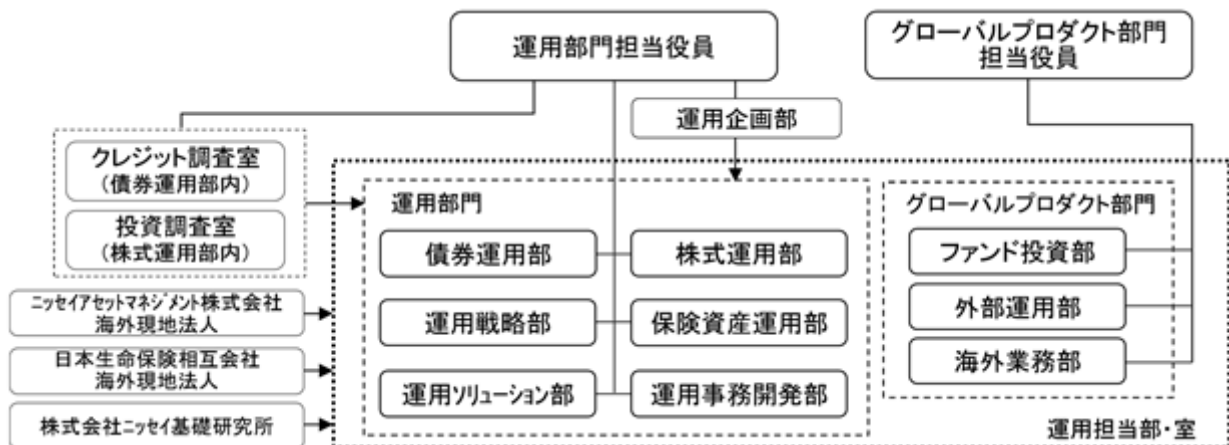 運用部門担当役員
グローバルプロダクト部門
担当役員
運用企画部
クレジット調査室
(債券運用部内)
投資調査室
(株式運用部内)
ニッセイアセットマネジメント株式会社
海外現地法人
日本生命保険相互会社
海外現地法人
株式会社ニッセイ基礎研究所
運用部門
債券運用部
株式運用部
運用戦略部
保険資産運用部
運用ソリューション部
運用事務開発部
グローバルプロダクト部門
ファンド投資部
外部運用部
海外業務部
運用担当部・室